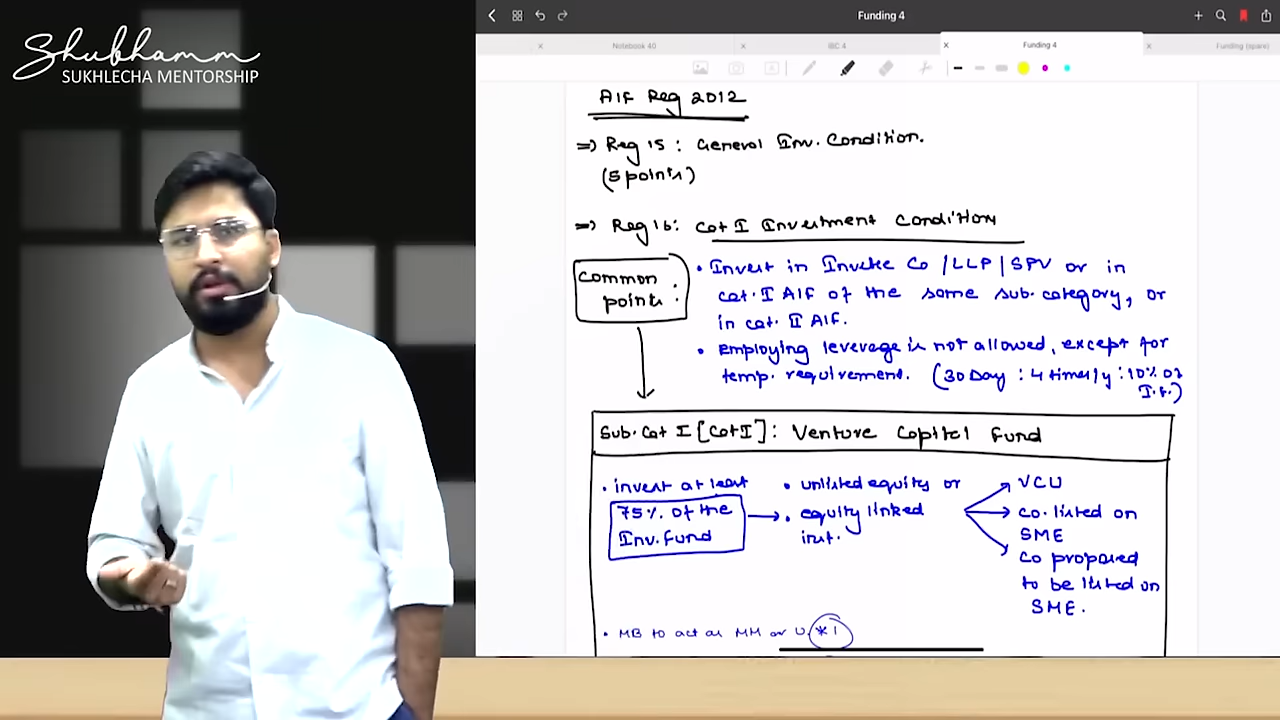 Shubhamm
SUKHLECHA MENTORSHIP
Funding 4
Notebook 40
IBC 4
Funding 4
Funding (spare)
AIF Reg 2012
=> Reg 15 : General Inv. Condition.
(5 points)
=> Reg 16: Cat I Investment Condition
Common points :
• Invest in Investee Co /LLP/SPV or in
cat. I AIF of the same sub. category, or
in cat. II AIF.
• Employing leverage is not allowed, except for
temp. requirement. (30 Day : 4 times/y : 10% of
I.F.)
Sub. Cat I [Cat I] : Venture Capital Fund
• invest at least
75% of the
Inv. Fund
• unlisted equity or
• equity linked
inst.
VCU
Co. listed on
SME
Co proposed
to be listed on
SME.
• MB to act as MM or U *1